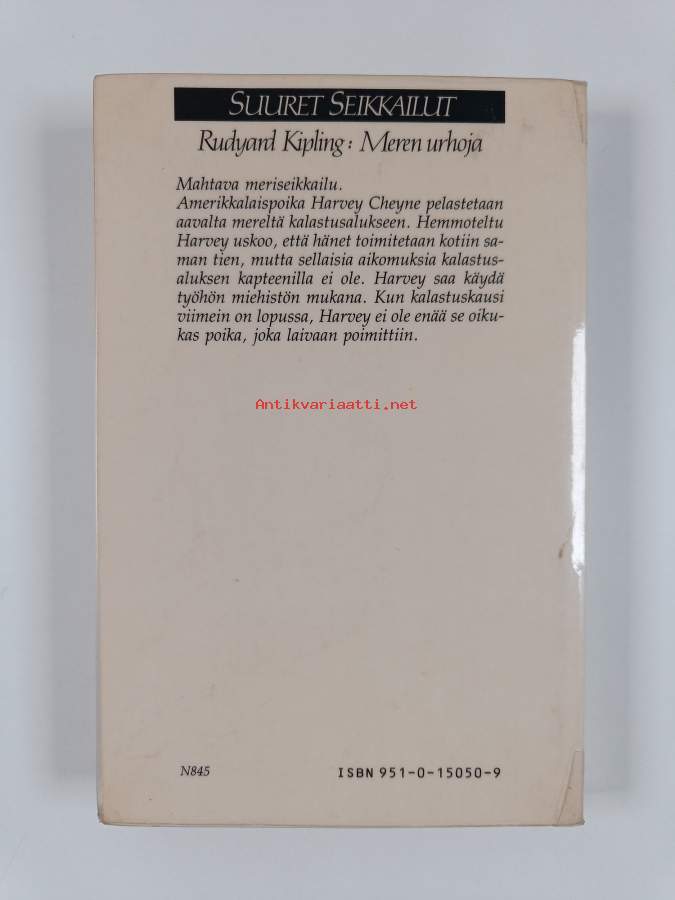 SUURET SEIKKAILUT
Rudyard Kipling: Meren urhoja
Mahtava meriseikkailu.
Amerikkalaispoika Harvey Cheyne pelastetaan
aavalta mereltä kalastusalukseen. Hemmoteltu
Harvey uskoo, että hänet toimitetaan kotiin sa-
man tien, mutta sellaisia aikomuksia kalastus-
aluksen kapteenilla ei ole. Harvey saa käydä
työhön miehistön mukana. Kun kalastuskausi
viimein on lopussa, Harvey ei ole enää se oiku-
kas poika, joka laivaan poimittiin.
Antikvariaatti.net
N845
ISBN 951-0-15050-9